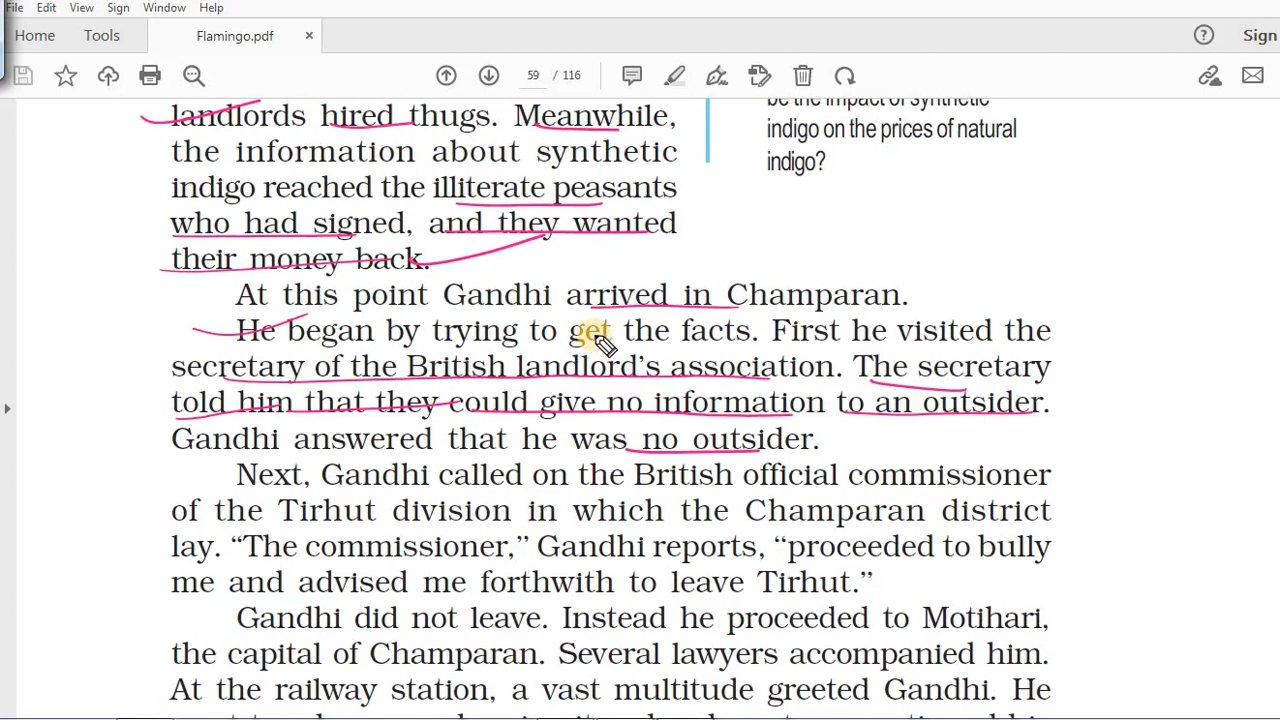 File Edit View Sign Window Help
Home Tools Flamingo.pdf × ? Sign
59 / 116
landlords hired thugs. Meanwhile,
the information about synthetic
indigo reached the illiterate peasants
who had signed, and they wanted
their money back.
be the impact of synthetic
indigo on the prices of natural
indigo?
At this point Gandhi arrived in Champaran.
He began by trying to get the facts. First he visited the
secretary of the British landlord’s association. The secretary
told him that they could give no information to an outsider.
Gandhi answered that he was no outsider.
Next, Gandhi called on the British official commissioner
of the Tirhut division in which the Champaran district
lay. “The commissioner,” Gandhi reports, “proceeded to bully
me and advised me forthwith to leave Tirhut.”
Gandhi did not leave. Instead he proceeded to Motihari,
the capital of Champaran. Several lawyers accompanied him.
At the railway station, a vast multitude greeted Gandhi. He